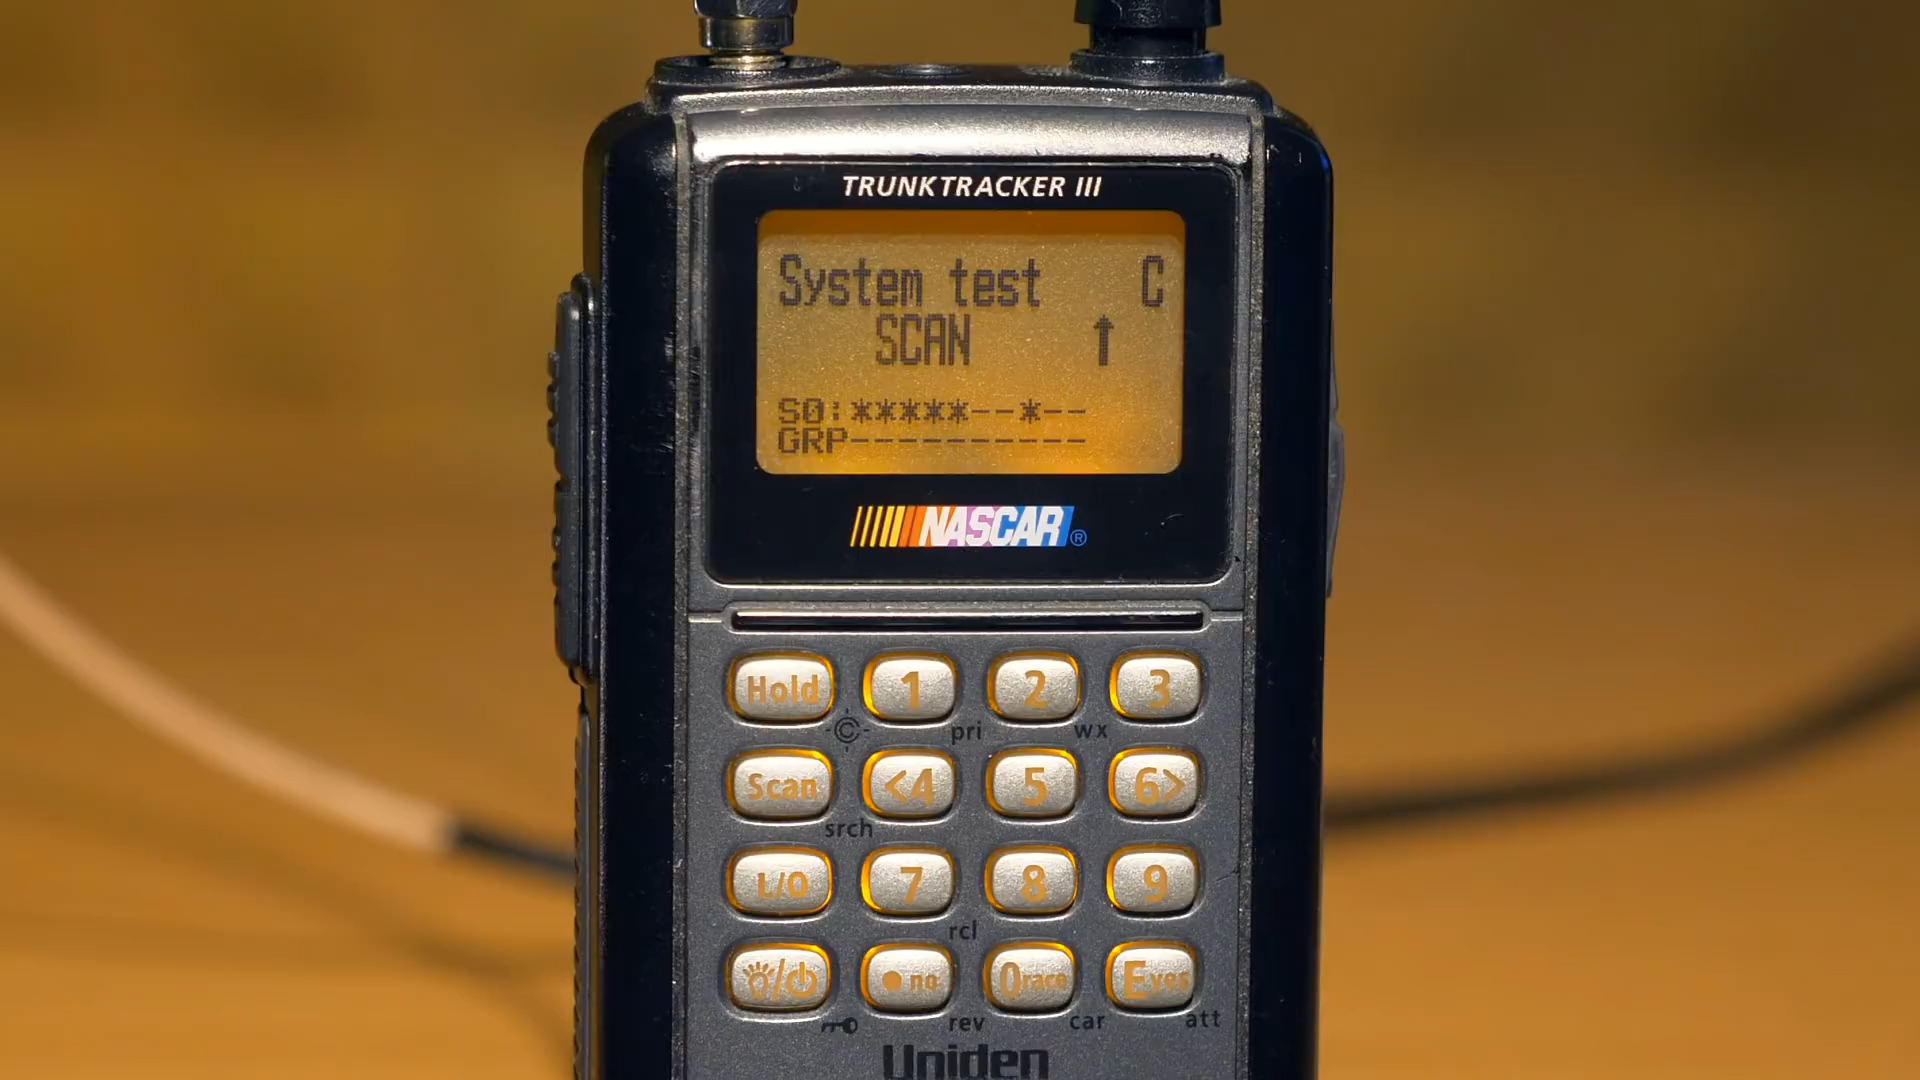 TRUNKTRACKER III
System test C
SCAN ↑
S0:*****--*--
GRP----------
NASCAR®
Hold 1 2 3
pri wx
Scan <4 5 6>
srch
L/O 7 8 9
rcl
• no 0 race E yes
rev car att
Uniden